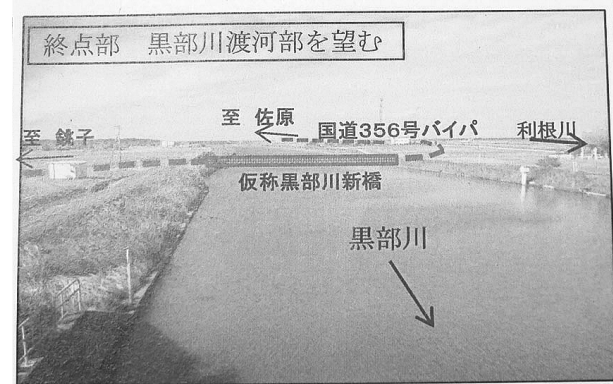 終点部　黒部川渡河部を望む
至　佐原
国道356号バイパ
利根川
至　銚子
仮称黒部川新橋
黒部川